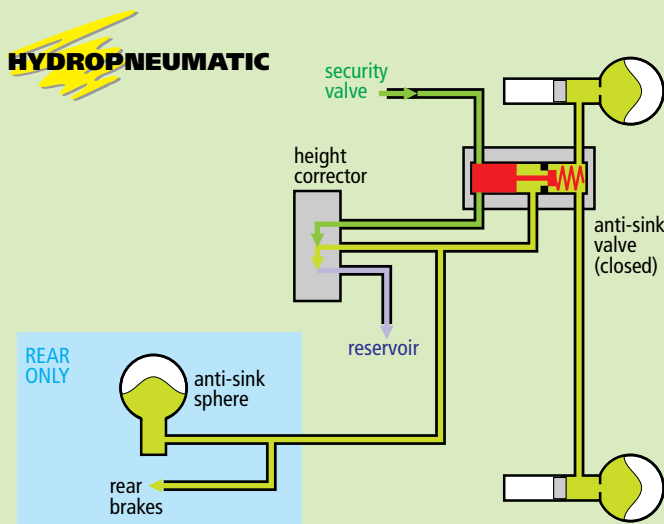 HYDROPNEUMATIC
security
valve
height
corrector
anti-sink
valve
(closed)
reservoir
REAR
ONLY
anti-sink
sphere
rear
brakes